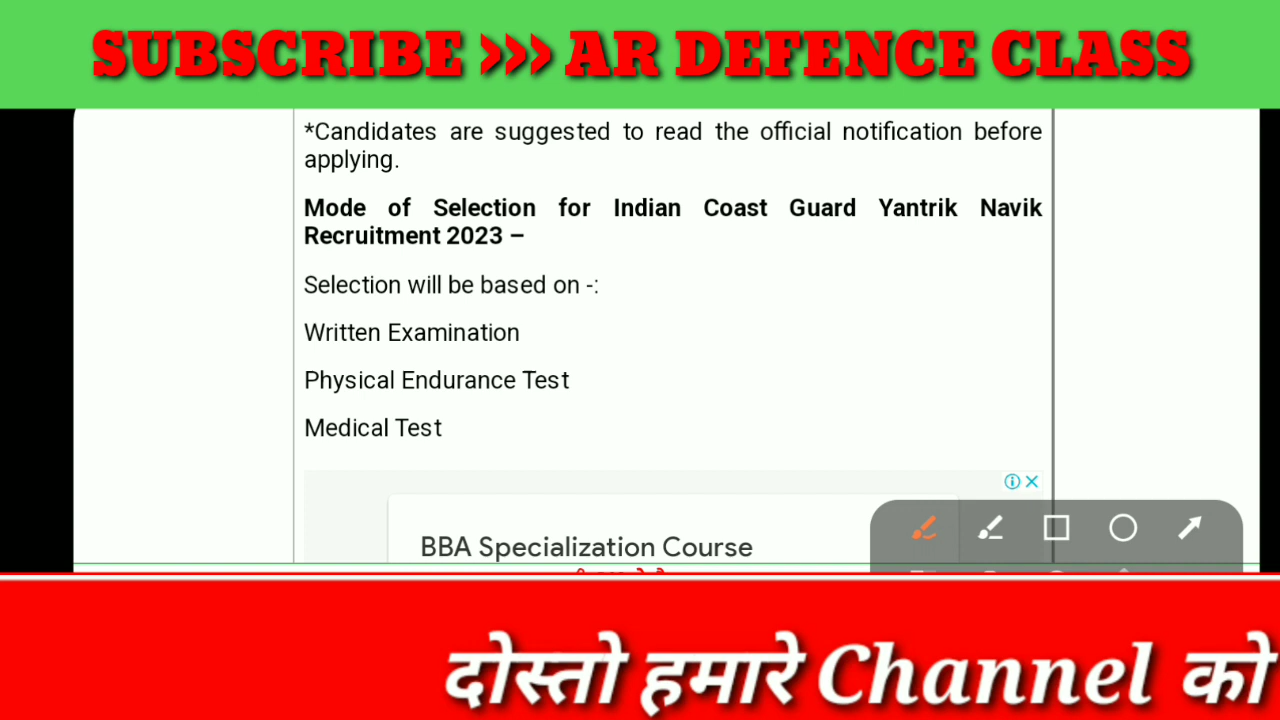 SUBSCRIBE >>> AR DEFENCE CLASS
*Candidates are suggested to read the official notification before
applying.
Mode of Selection for Indian Coast Guard Yantrik Navik
Recruitment 2023 –
Selection will be based on -:
Written Examination
Physical Endurance Test
Medical Test
BBA Specialization Course
दोस्तो हमारे Channel को